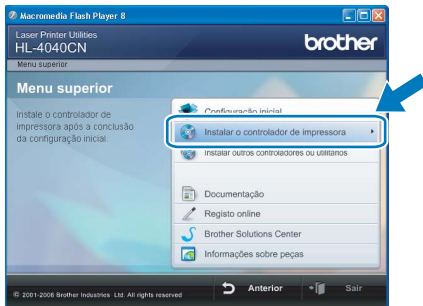 Macromedia Flash Player 8
Laser Printer Utilities
HL-4040CN
brother
Menu superior
Menu superior
Instale o controlador de
impressora após a conclusão
da configuração inicial.
Configuração inicial
Instalar o controlador de impressora
Instalar outros controladores ou utilitários
Documentação
Registo online
Brother Solutions Center
Informações sobre peças
© 2001-2006 Brother Industries Ltd. All rights reserved
Anterior
Sair